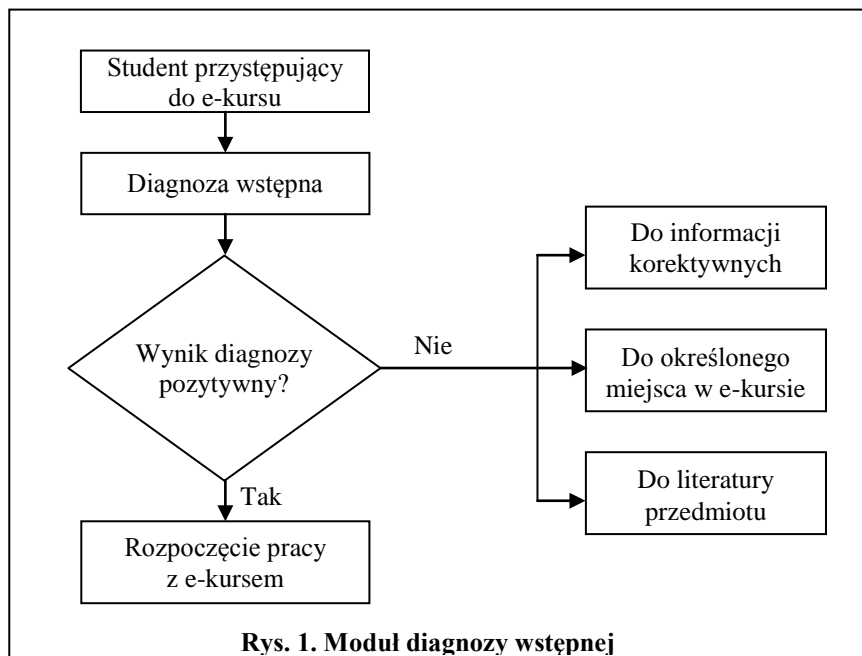 Student przystępujący
do e-kursu
Diagnoza wstępna
Wynik diagnozy
pozytywny?
Nie
Do informacji
korektywnych
Do określonego
miejsca w e-kursie
Do literatury
przedmiotu
Tak
Rozpoczęcie pracy
z e-kursem
Rys. 1. Moduł diagnozy wstępnej